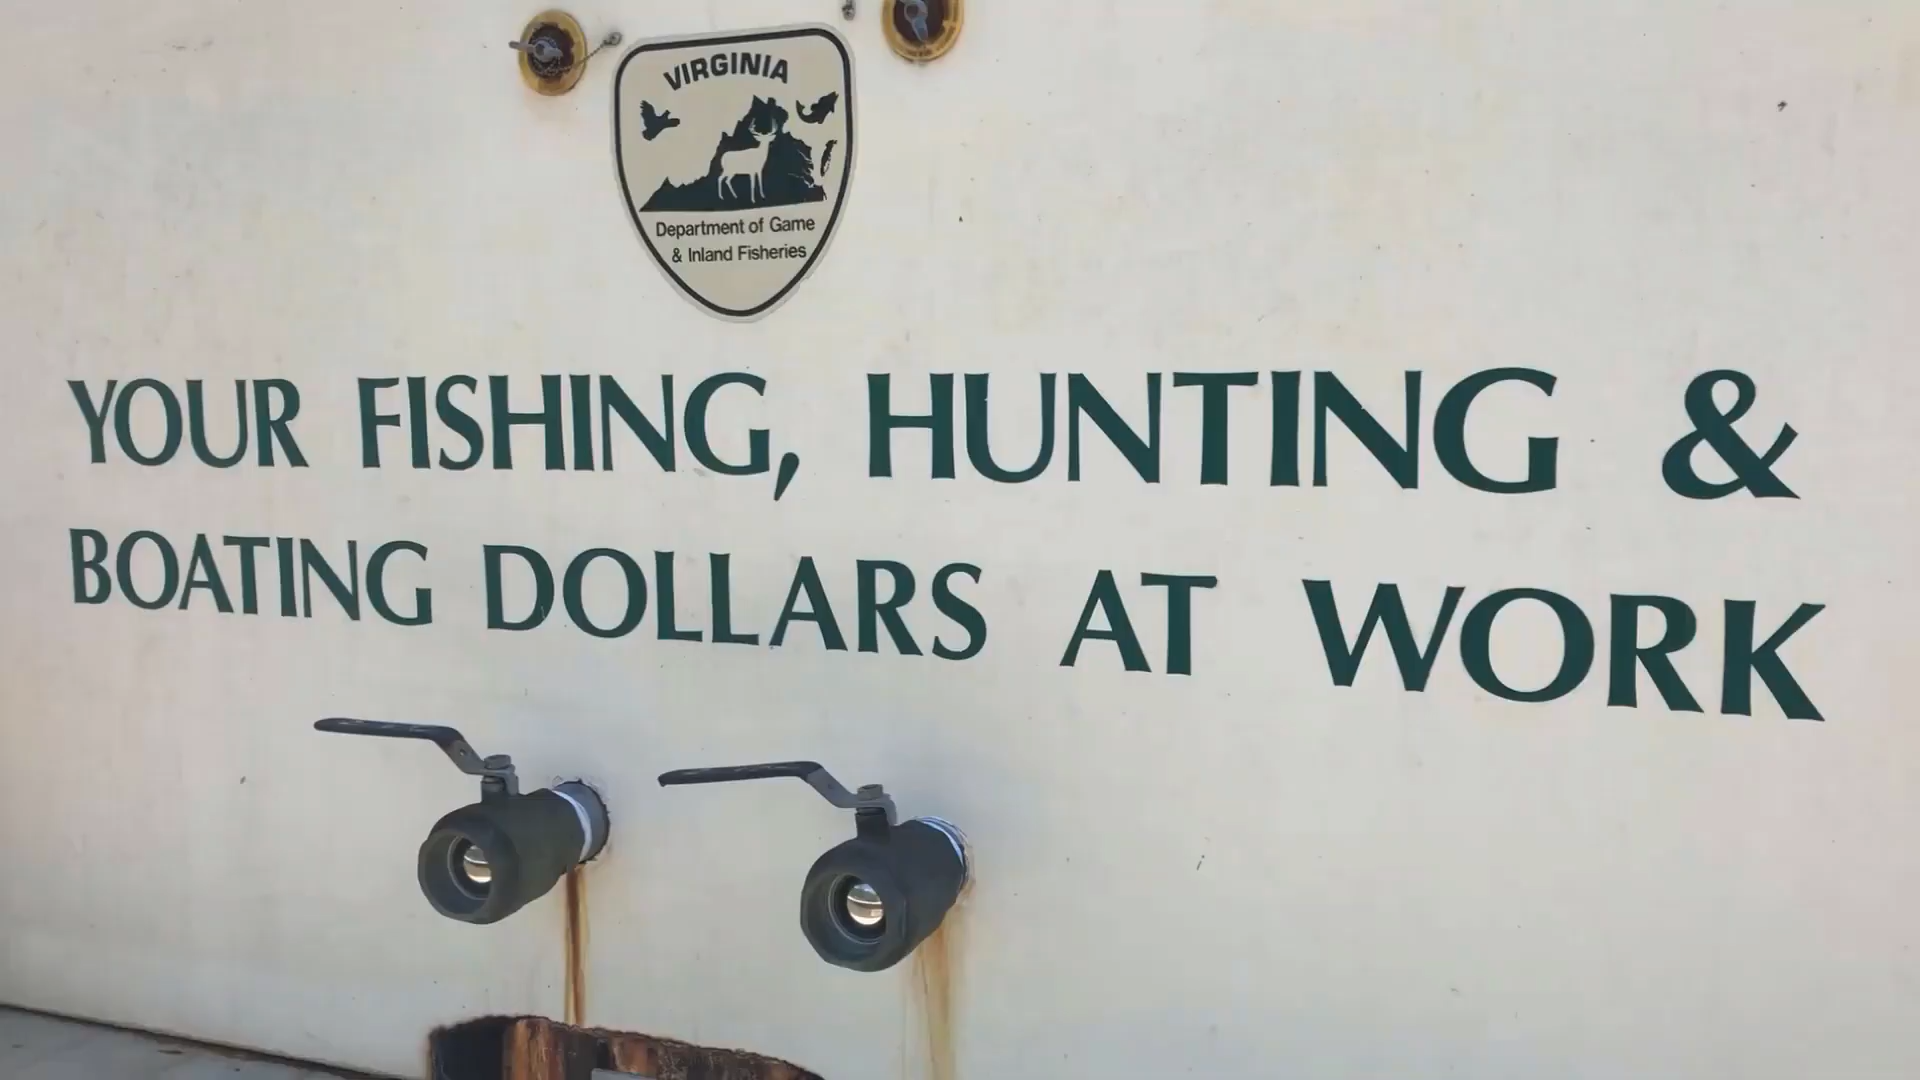 VIRGINIA
Department of Game
& Inland Fisheries
YOUR FISHING, HUNTING &
BOATING DOLLARS AT WORK